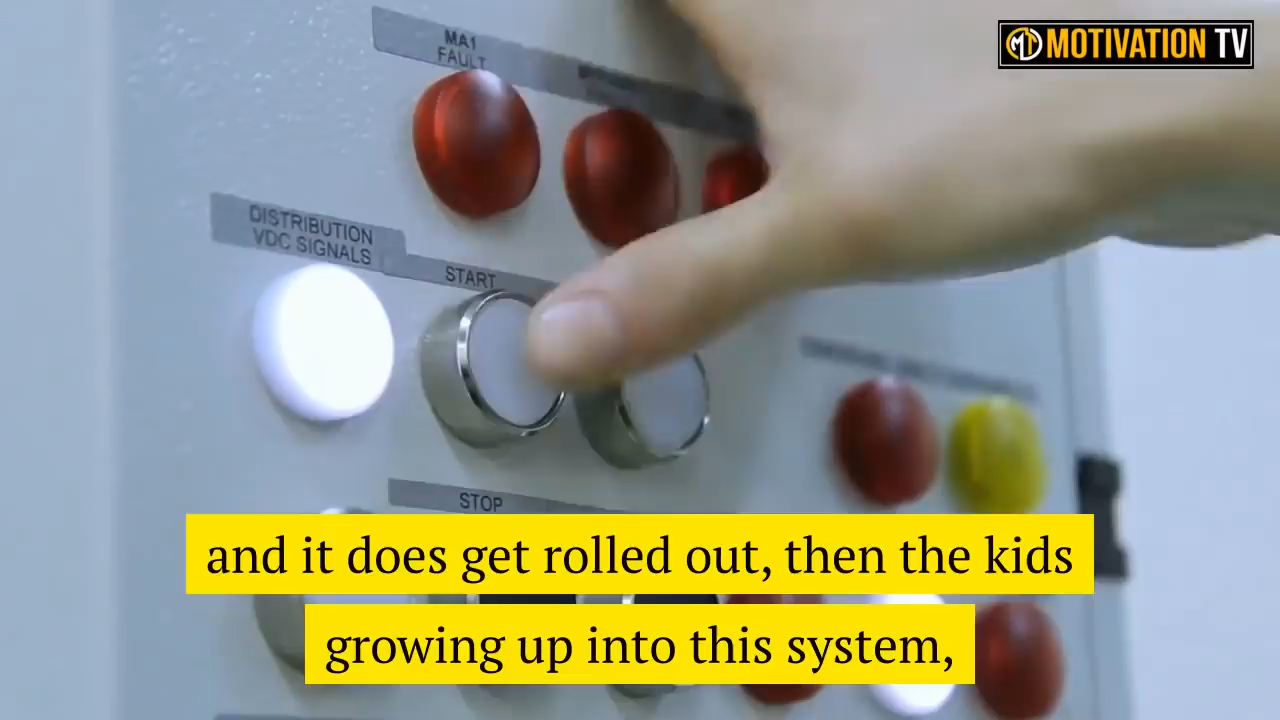 MOTIVATION TV
MA1
FAULT
DISTRIBUTION
VDC SIGNALS
START
STOP
and it does get rolled out, then the kids
growing up into this system,